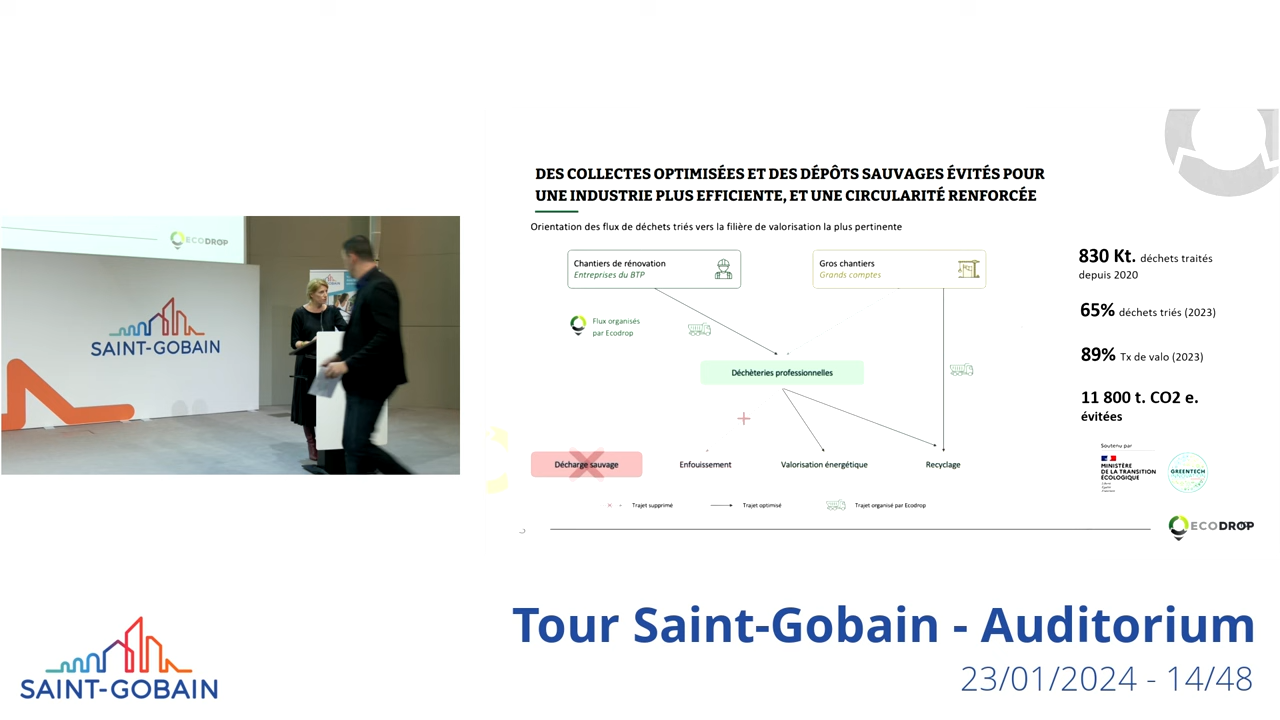 DES COLLECTES OPTIMISÉES ET DES DÉPÔTS SAUVAGES ÉVITÉS POUR
UNE INDUSTRIE PLUS EFFICIENTE, ET UNE CIRCULARITÉ RENFORCÉE
Orientation des flux de déchets triés vers la filière de valorisation la plus pertinente
Chantiers de rénovation
Entreprises du BTP
Gros chantiers
Grands comptes
Flux organisés
par Ecodrop
Déchèteries professionnelles
Décharge sauvage
Enfouissement
Valorisation énergétique
Recyclage
Trajet supprimé
Trajet optimisé
Trajet organisé par Ecodrop
830 Kt. déchets traités
depuis 2020
65% déchets triés (2023)
89% Tx de valo (2023)
11 800 t. CO2 e.
évitées
Soutenu par
MINISTÈRE
DE LA TRANSITION
ÉCOLOGIQUE
GREENTECH
ECODROP
ECODROP
SAINT-GOBAIN
SAINT-GOBAIN
Tour Saint-Gobain - Auditorium
23/01/2024 - 14/48